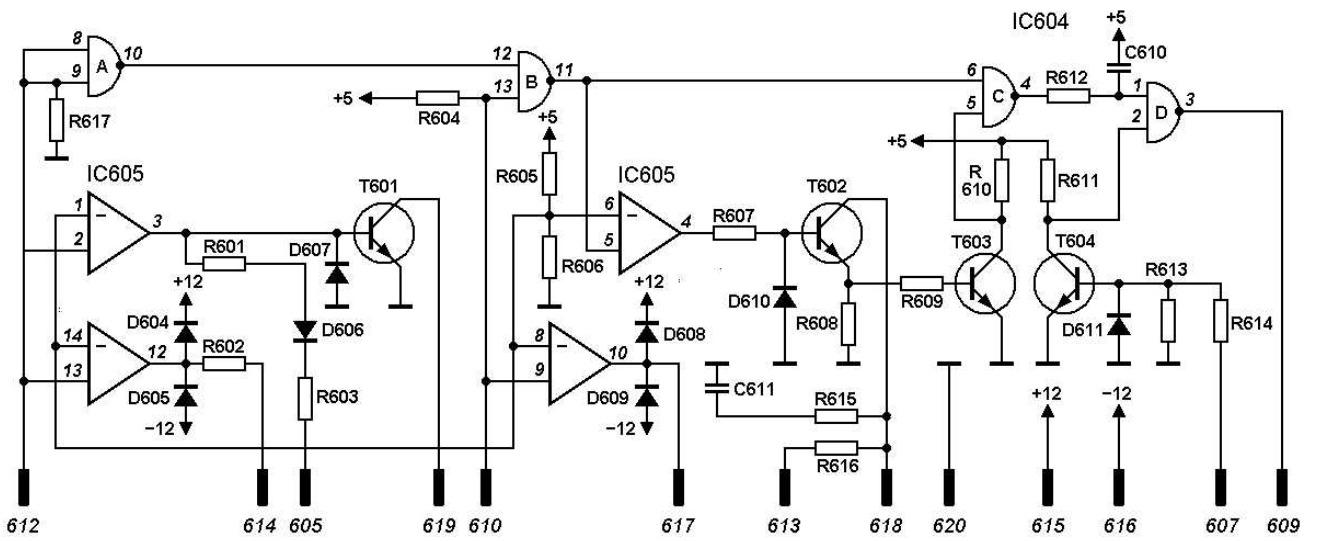 IC604
+5
8
10
12
C610
A
11
6
R612
9
B
4
1
+5
13
C
3
5
D
R617
R604
+5
2
+5
IC605
R605
IC605
R
610
R611
T601
T602
1
3
6
4
R607
2
R601
D607
R606
5
T603
T604
R613
+12
+12
D610
R609
D604
D606
D608
R608
D611
R614
14
12
R602
8
10
13
9
D605
R603
D609
C611
R615
+12
−12
−12
−12
R616
612
614
605
619
610
617
613
618
620
615
616
607
609